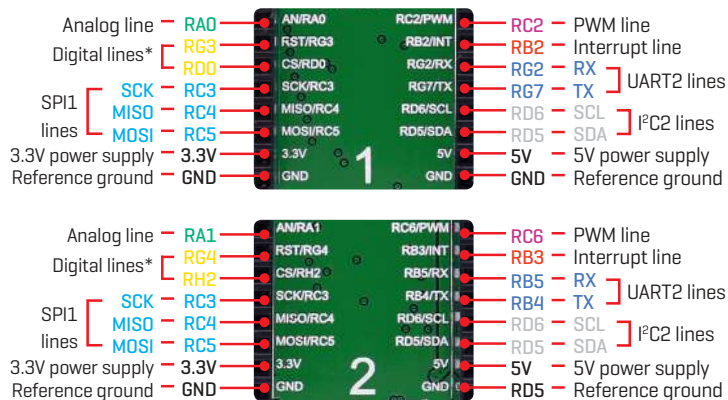 Analog line RA0 AN/RA0 RC2/PWM RC2 PWM line
Digital lines* RG3 RST/RG3 RB2/INT RB2 Interrupt line
RD0 CS/RD0 RG2/RX RG2 RX UART2 lines
SPI1 lines SCK RC3 SCK/RC3 RG7/TX RG7 TX
MISO RC4 MISO/RC4 RD6/SCL RD6 SCL I²C2 lines
MOSI RC5 MOSI/RC5 RD5/SDA RD5 SDA
3.3V power supply 3.3V 3.3V 1 5V 5V 5V power supply
Reference ground GND GND GND GND Reference ground
Analog line RA1 AN/RA1 RC6/PWM RC6 PWM line
Digital lines* RG4 RST/RG4 RB3/INT RB3 Interrupt line
RH2 CS/RH2 RB5/RX RB5 RX UART2 lines
SPI1 lines SCK RC3 SCK/RC3 RB4/TX RB4 TX
MISO RC4 MISO/RC4 RD6/SCL RD6 SCL I²C2 lines
MOSI RC5 MOSI/RC5 RD5/SDA RD5 SDA
3.3V power supply 3.3V 3.3V 2 5V 5V 5V power supply
Reference ground GND GND GND RD5 Reference ground